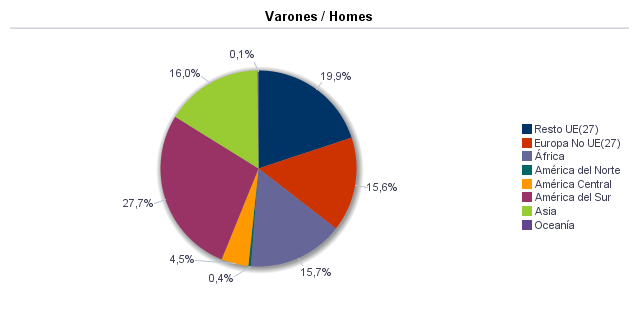 Varones / Homes
0,1%
16,0%
19,9%
15,6%
27,7%
4,5%
0,4%
15,7%
Resto UE(27)
Europa No UE(27)
África
América del Norte
América Central
América del Sur
Asia
Oceanía